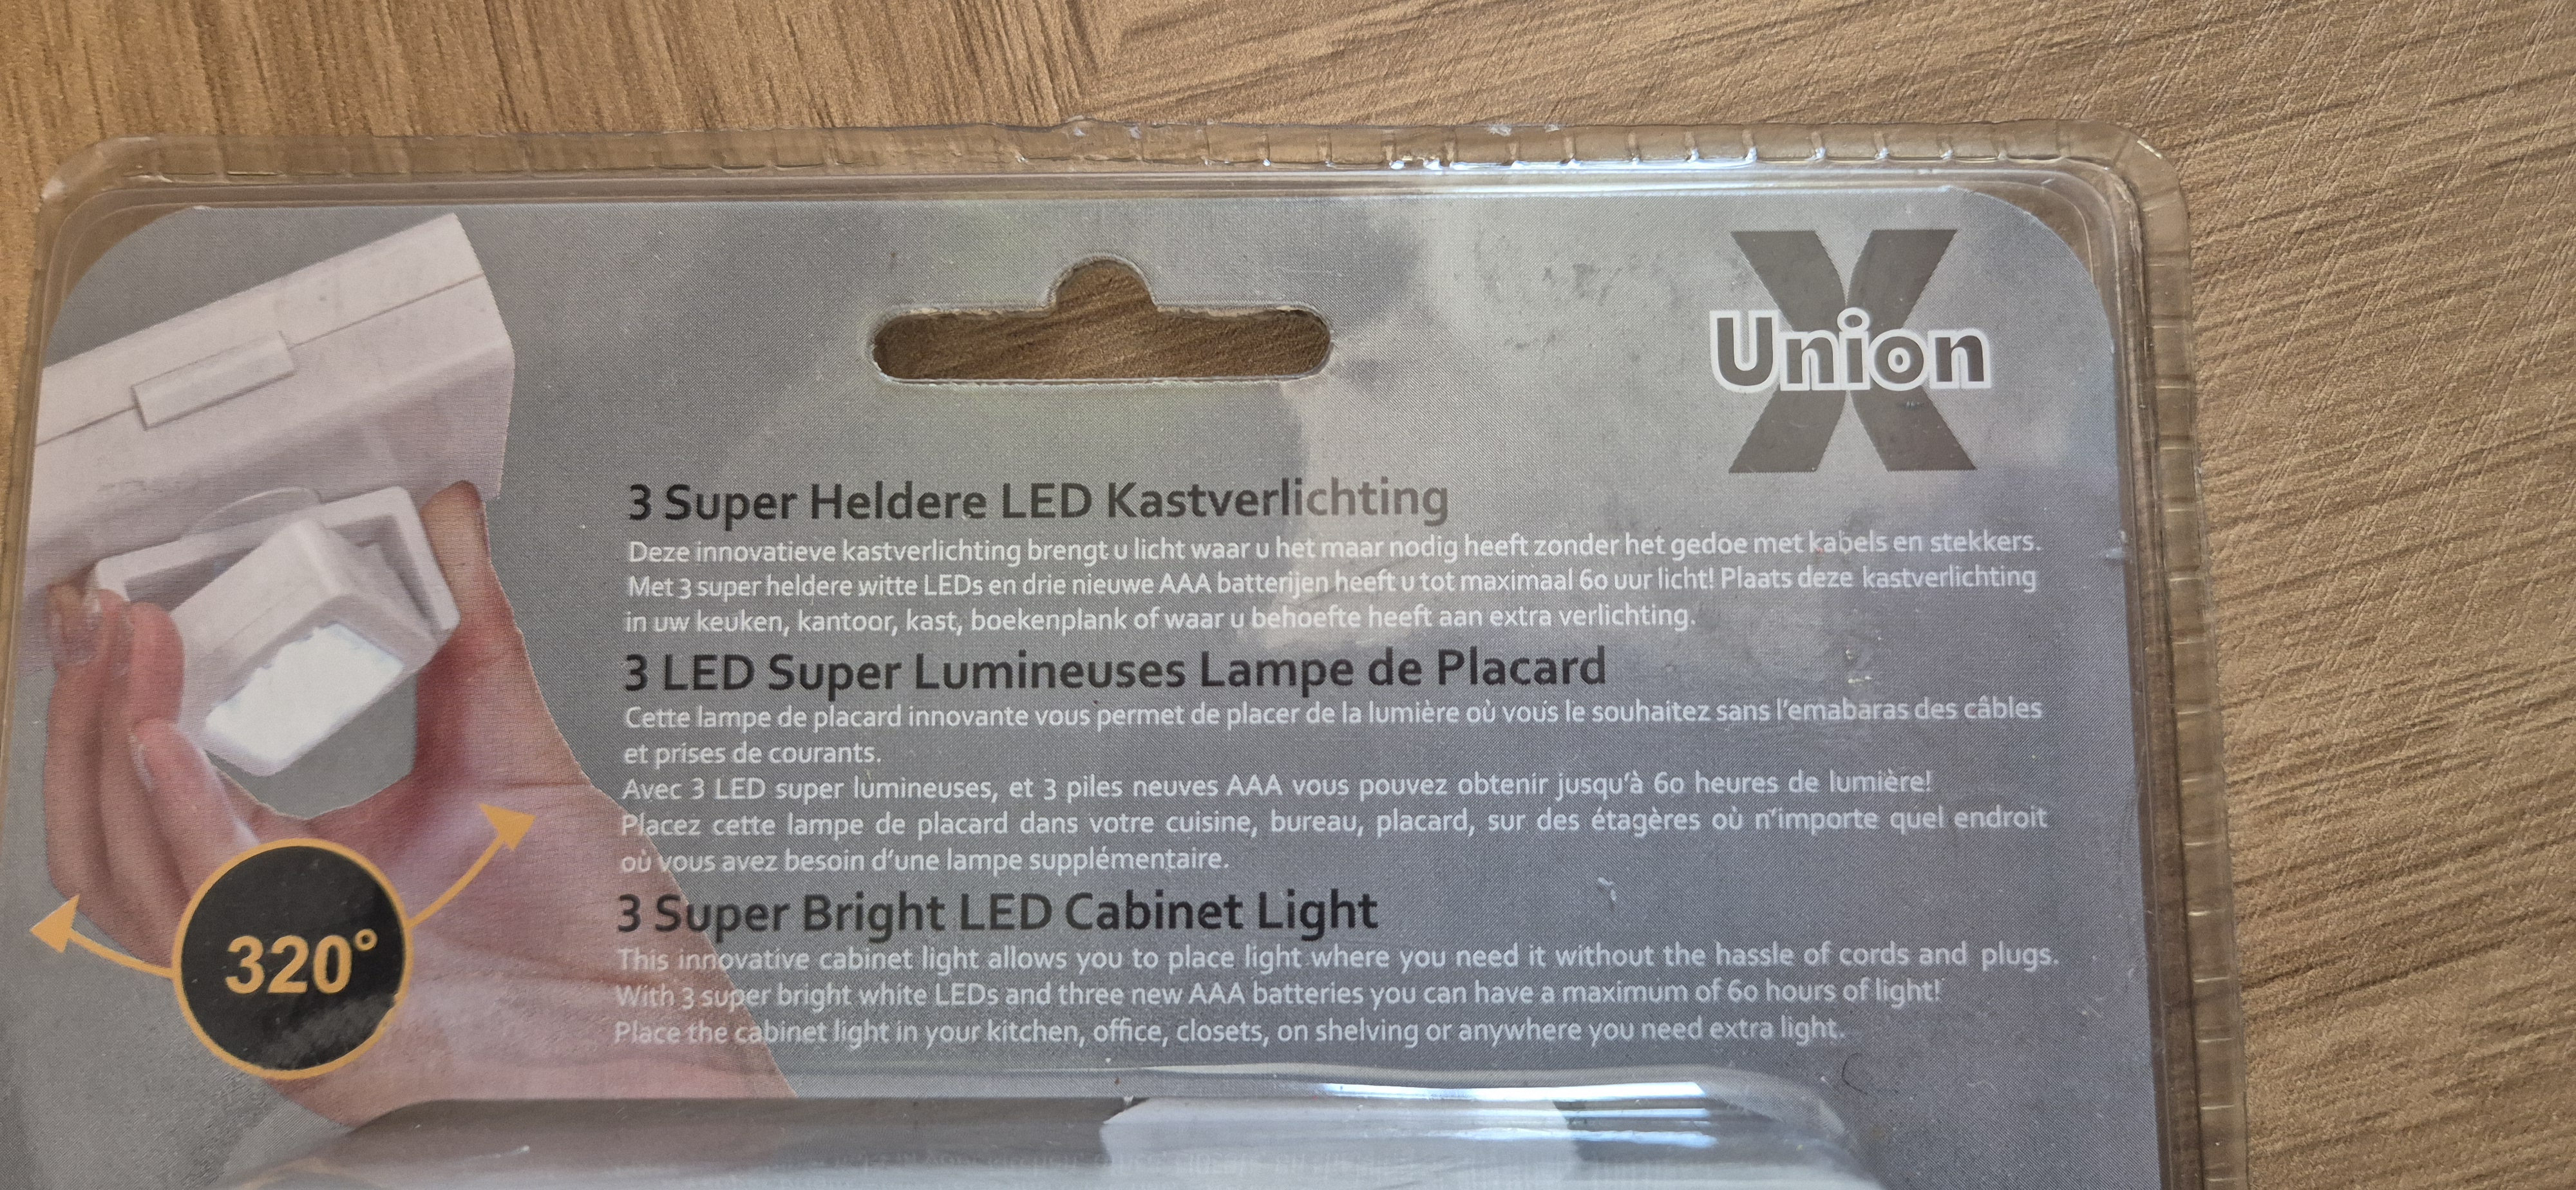 X
Union
3 Super Heldere LED Kastverlichting
Deze innovatieve kastverlichting brengt u licht waar u het maar nodig heeft zonder het gedoe met kabels en stekkers.
Met 3 super heldere witte LEDs en drie nieuwe AAA batterijen heeft u tot maximaal 60 uur licht! Plaats deze kastverlichting
in uw keuken, kantoor, kast, boekenplank of waar u behoefte heeft aan extra verlichting.
3 LED Super Lumineuses Lampe de Placard
Cette lampe de placard innovante vous permet de placer de la lumière où vous le souhaitez sans l'emabaras des câbles
et prises de courants.
Avec 3 LED super lumineuses, et 3 piles neuves AAA vous pouvez obtenir jusqu'à 60 heures de lumière!
Placez cette lampe de placard dans votre cuisine, bureau, placard, sur des étagères où n'importe quel endroit
où vous avez besoin d'une lampe supplémentaire.
3 Super Bright LED Cabinet Light
This innovative cabinet light allows you to place light where you need it without the hassle of cords and plugs.
With 3 super bright white LEDs and three new AAA batteries you can have a maximum of 60 hours of light!
Place the cabinet light in your kitchen, office, closets, on shelving or anywhere you need extra light.
320°